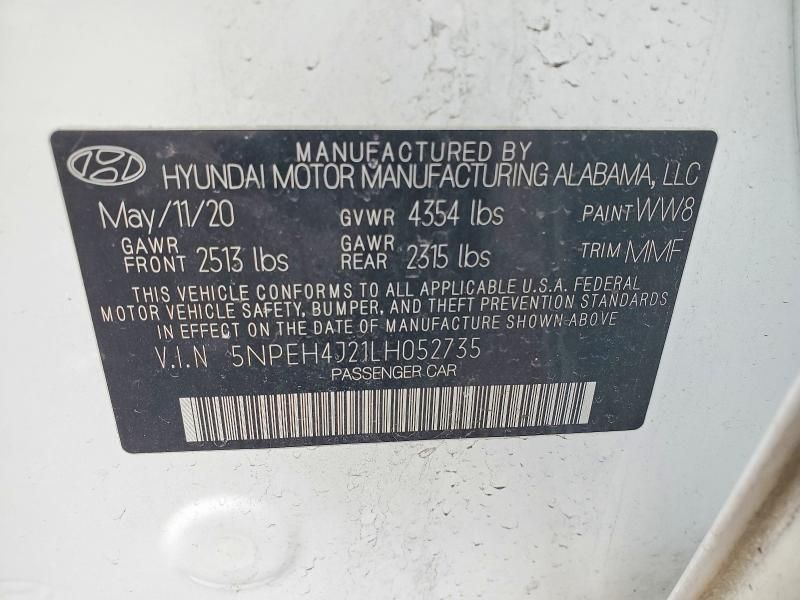 MANUFACTURED BY
HYUNDAI MOTOR MANUFACTURING ALABAMA, LLC
May/11/20 GVWR 4354 lbs PAINT WW8
GAWR FRONT 2513 lbs GAWR REAR 2315 lbs TRIM MMF
THIS VEHICLE CONFORMS TO ALL APPLICABLE U.S.A. FEDERAL
MOTOR VEHICLE SAFETY, BUMPER, AND THEFT PREVENTION STANDARDS
IN EFFECT ON THE DATE OF MANUFACTURE SHOWN ABOVE
V.I.N 5NPEH4J21LH052735
PASSENGER CAR